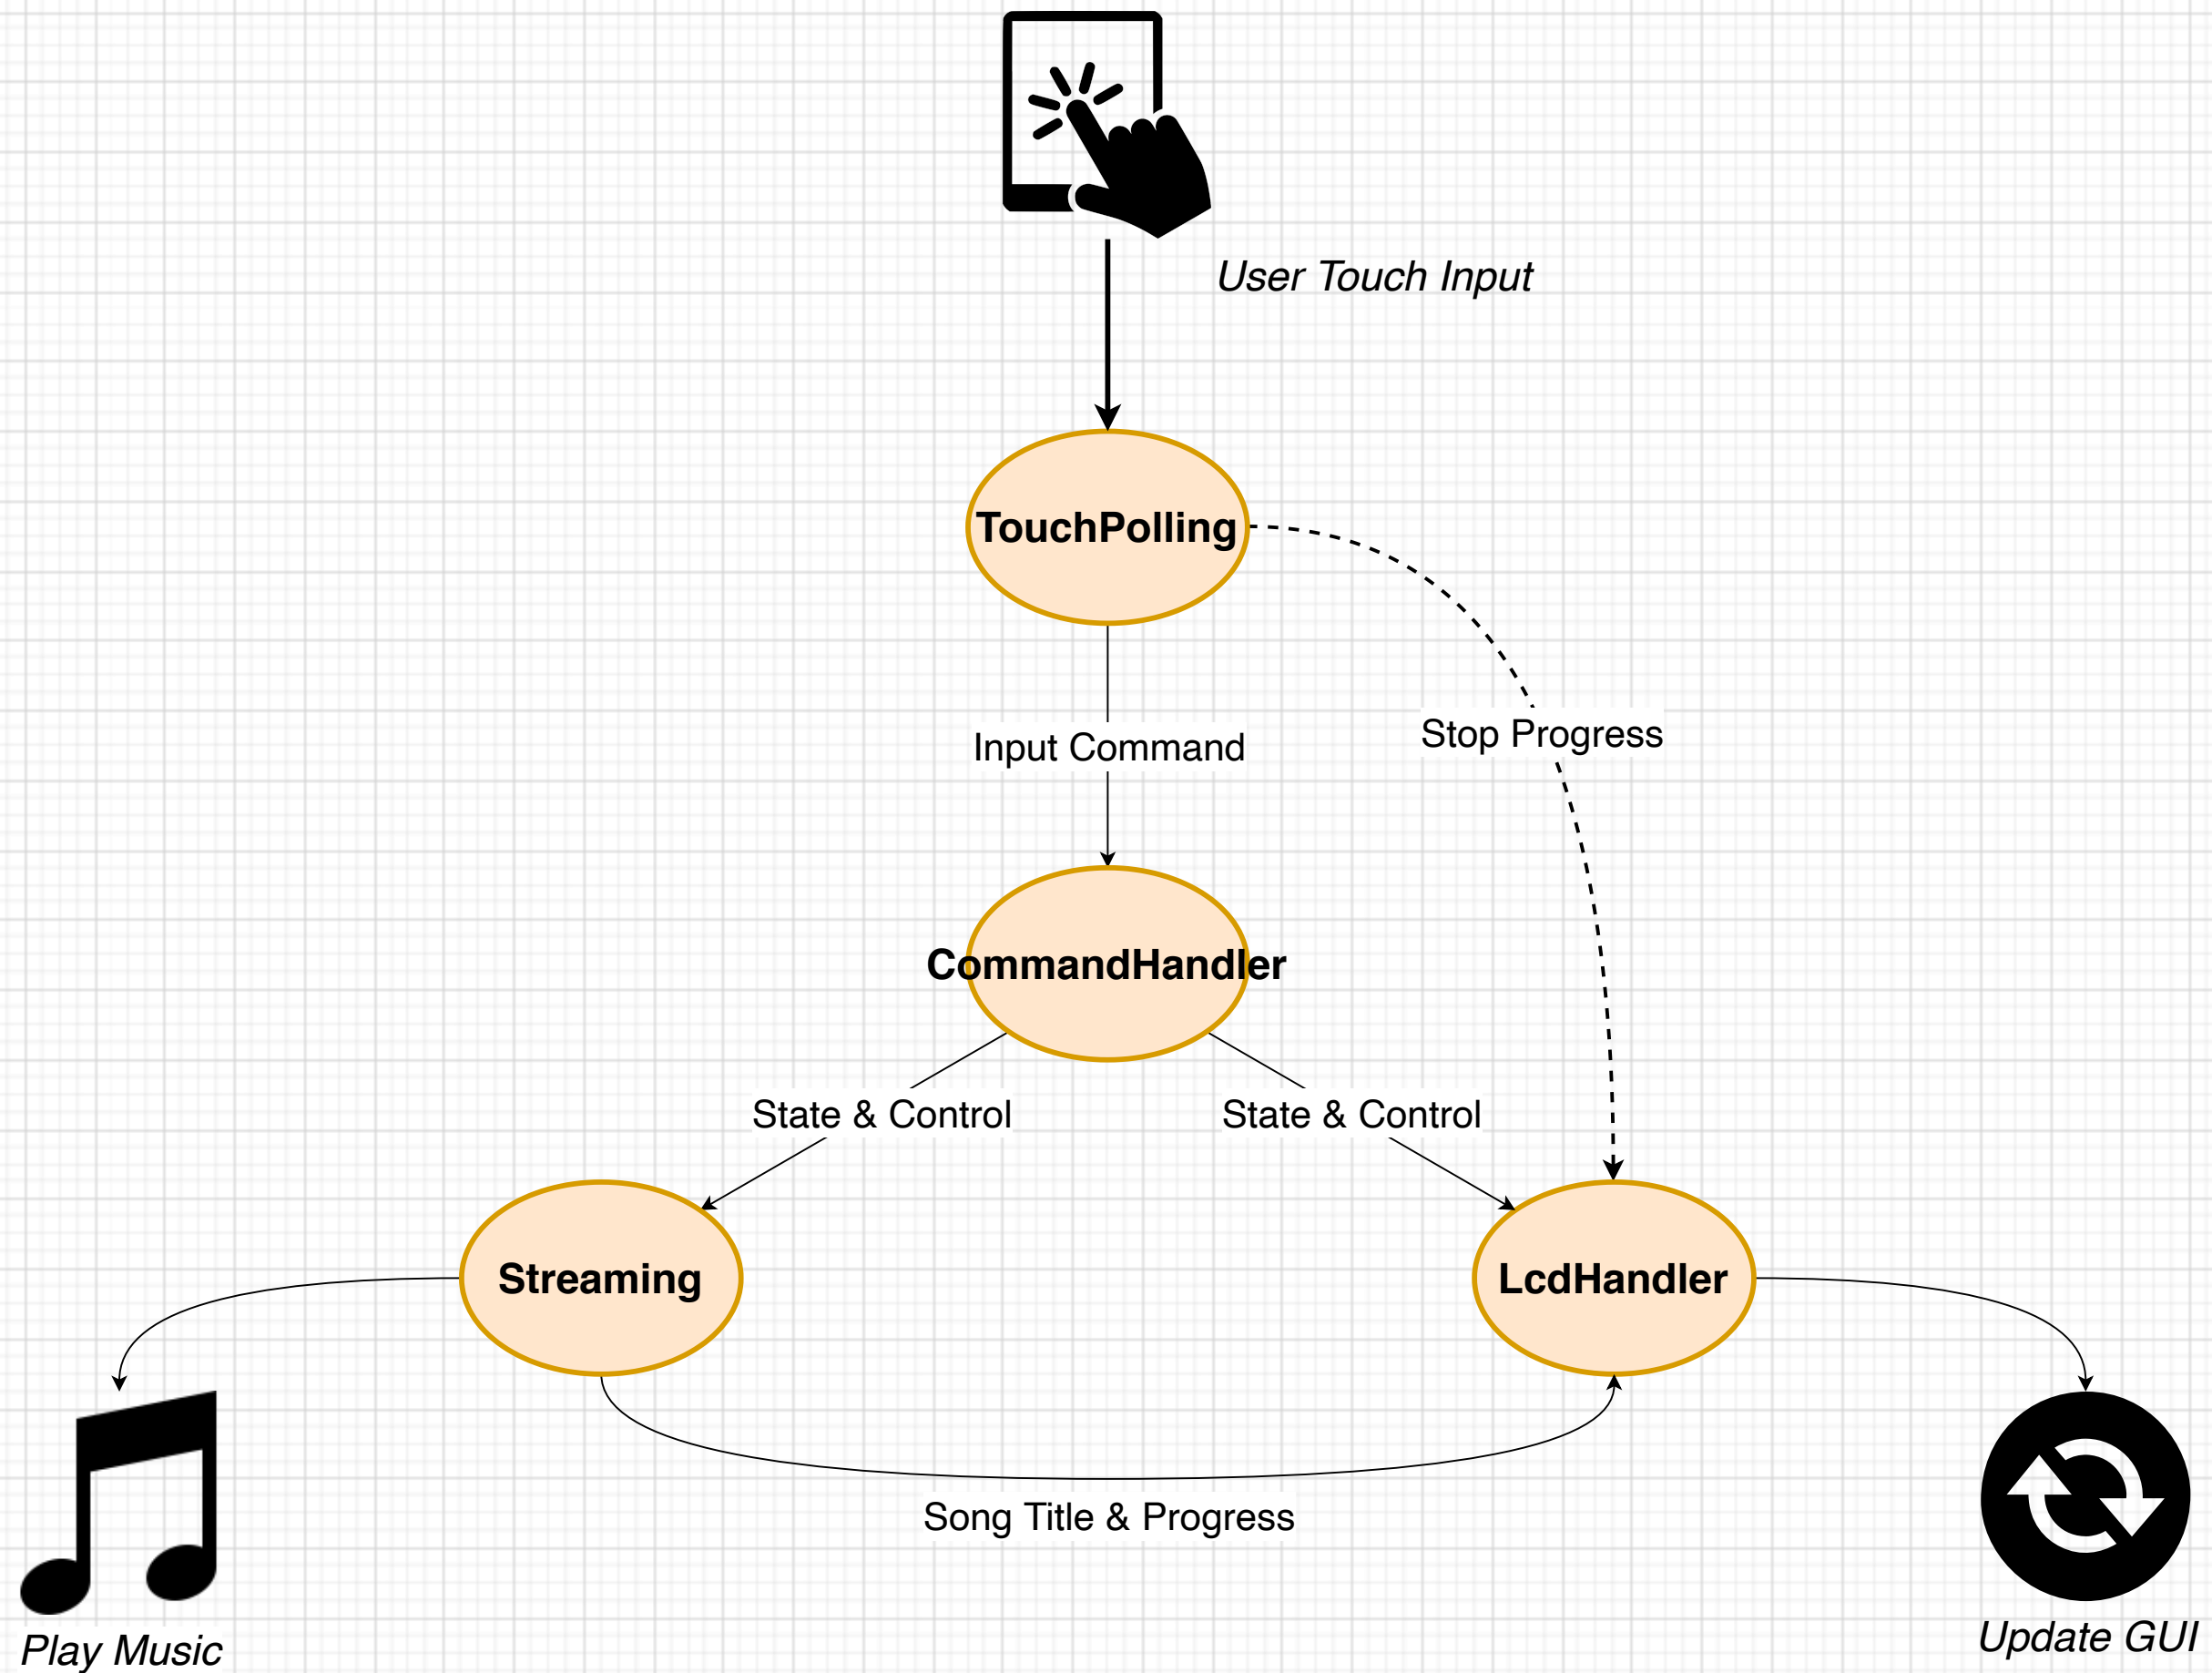 User Touch Input
TouchPolling
Stop Progress
Input Command
CommandHandler
State & Control
State & Control
Streaming
LcdHandler
Song Title & Progress
Play Music
Update GUI